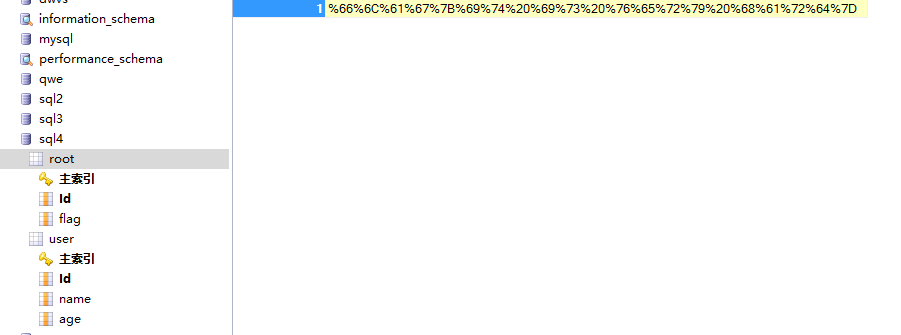 information_schema
mysql
performance_schema
qwe
sql2
sql3
sql4
root
主索引
Id
flag
user
主索引
Id
name
age
1 %66%6C%61%67%7B%69%74%20%69%73%20%76%65%72%79%20%68%61%72%64%7D